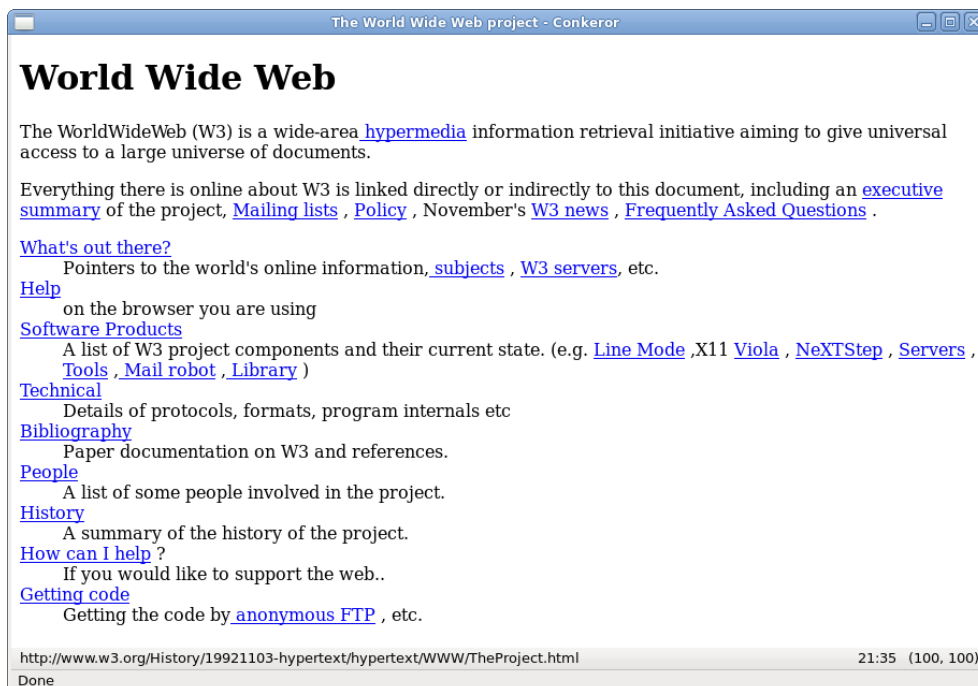 The World Wide Web project - Conkeror
World Wide Web
The WorldWideWeb (W3) is a wide-area hypermedia information retrieval initiative aiming to give universal
access to a large universe of documents.
Everything there is online about W3 is linked directly or indirectly to this document, including an executive
summary of the project, Mailing lists , Policy , November's W3 news , Frequently Asked Questions .
What's out there?
Pointers to the world's online information, subjects , W3 servers, etc.
Help
on the browser you are using
Software Products
A list of W3 project components and their current state. (e.g. Line Mode ,X11 Viola , NeXTStep , Servers ,
Tools , Mail robot , Library )
Technical
Details of protocols, formats, program internals etc
Bibliography
Paper documentation on W3 and references.
People
A list of some people involved in the project.
History
A summary of the history of the project.
How can I help ?
If you would like to support the web..
Getting code
Getting the code by anonymous FTP , etc.
http://www.w3.org/History/19921103-hypertext/hypertext/WWW/TheProject.html 21:35 (100, 100)
Done